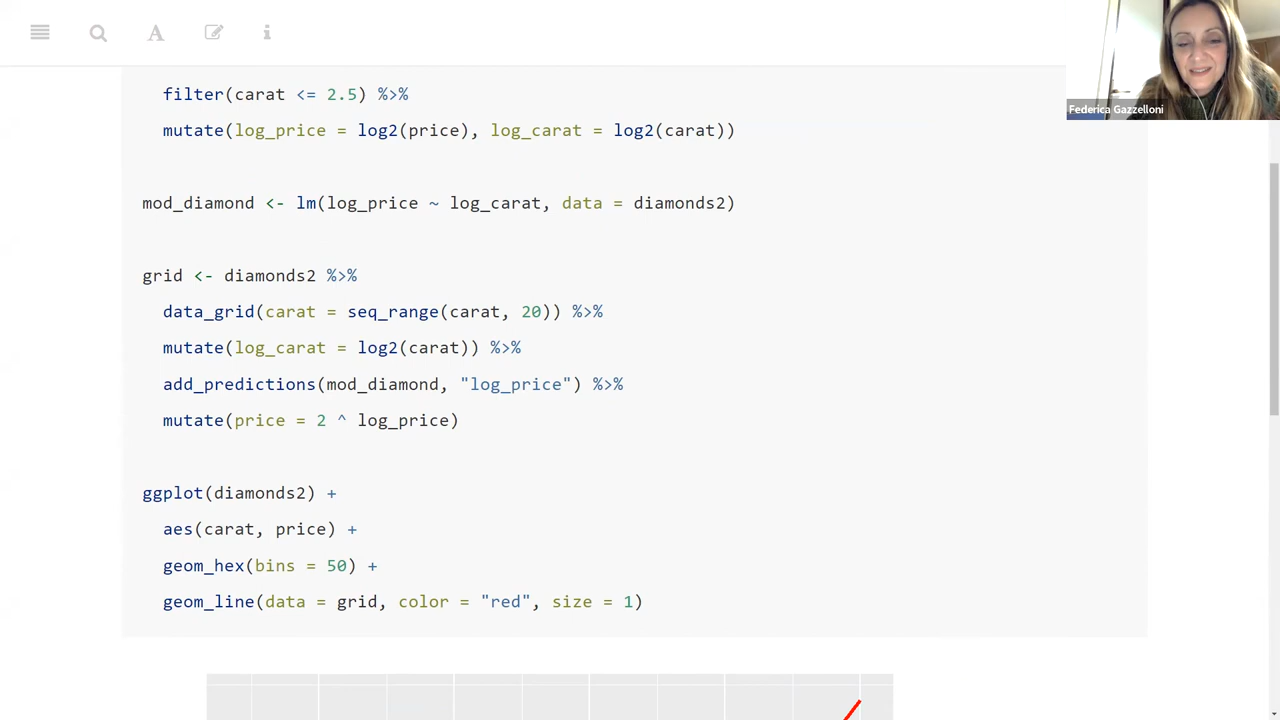 filter(carat <= 2.5) %>%
mutate(log_price = log2(price), log_carat = log2(carat))
mod_diamond <- lm(log_price ~ log_carat, data = diamonds2)
grid <- diamonds2 %>%
data_grid(carat = seq_range(carat, 20)) %>%
mutate(log_carat = log2(carat)) %>%
add_predictions(mod_diamond, "log_price") %>%
mutate(price = 2 ^ log_price)
ggplot(diamonds2) +
aes(carat, price) +
geom_hex(bins = 50) +
geom_line(data = grid, color = "red", size = 1)
Federica Gazzelloni